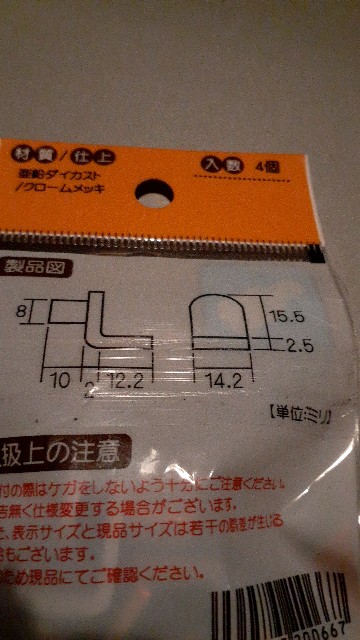 材質/仕上
亜鉛ダイカスト
/クロームメッキ
入数 4個
製品図
8
15.5
2.5
10
2
12.2
14.2
【単位:ミリ】
扱上の注意
付の際はケガをしないよう十分にご注意ください。
告無く仕様変更する場合がございます。
表示サイズと現品サイズは若干の誤差が生じる
もございます。
ため現品にてご確認ください。